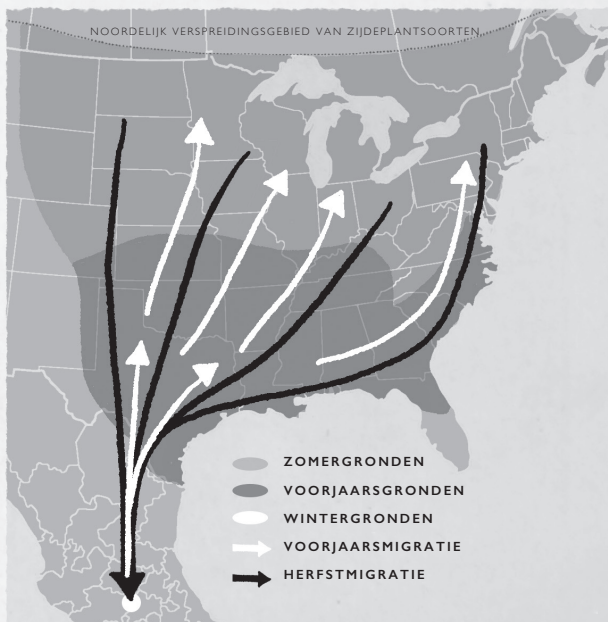 NOORDELIJK VERSPREIDINGSGEBIED VAN ZIJDEPLANTSOORTEN
ZOMERGRONDEN
VOORJAARSGRONDEN
WINTERGRONDEN
VOORJAARSMIGRATIE
HERFSTMIGRATIE